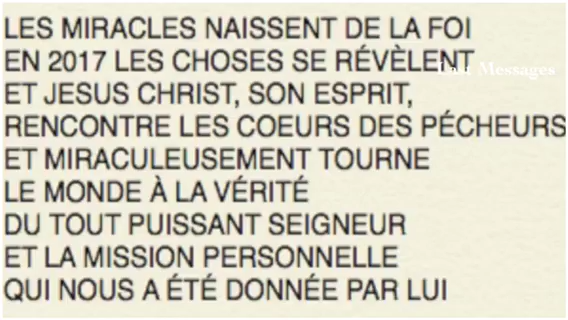 LES MIRACLES NAISSENT DE LA FOI
EN 2017 LES CHOSES SE RÉVÈLENT
Last Messages
ET JESUS CHRIST, SON ESPRIT,
RENCONTRE LES COEURS DES PÉCHEURS
ET MIRACULEUSEMENT TOURNE
LE MONDE À LA VÉRITÉ
DU TOUT PUISSANT SEIGNEUR
ET LA MISSION PERSONNELLE
QUI NOUS A ÉTÉ DONNÉE PAR LUI